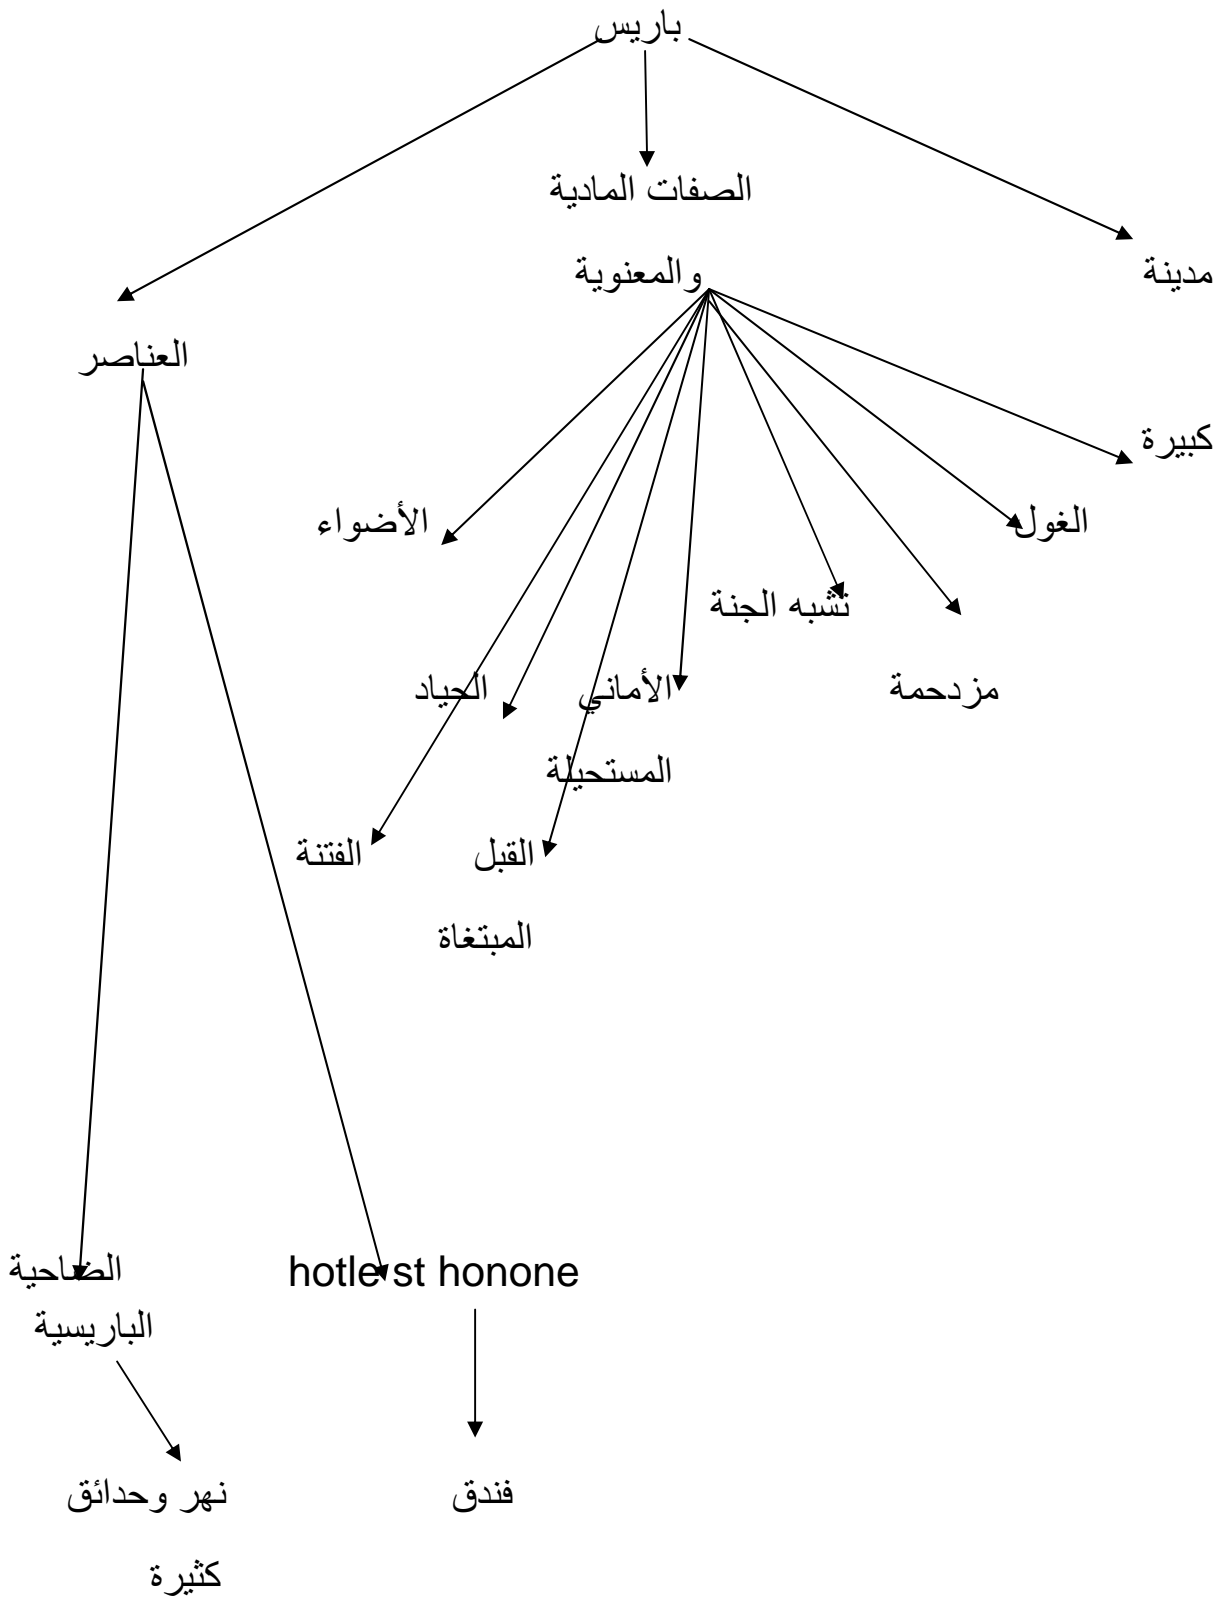 باريس
الصفات المادية
والمعنوية
مدينة
العناصر
كبيرة
الغول
الأضواء
تشبه الجنة
مزدحمة
الأماني
الحياد
المستحيلة
القبل
الفتنة
المبتغاة
hotle st honone
الضاحية
الباريسية
فندق
نهر وحدائق
كثيرة